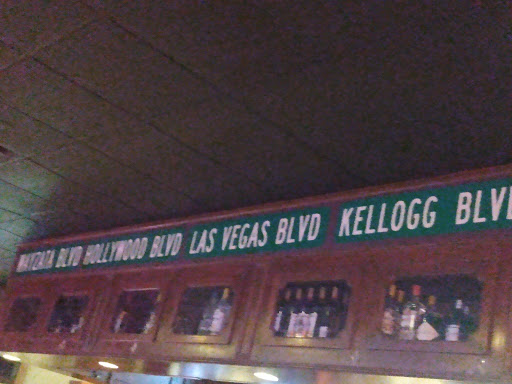 WAYZATA BLVD
HOLLYWOOD BLVD
LAS VEGAS BLVD
KELLOGG BLVD